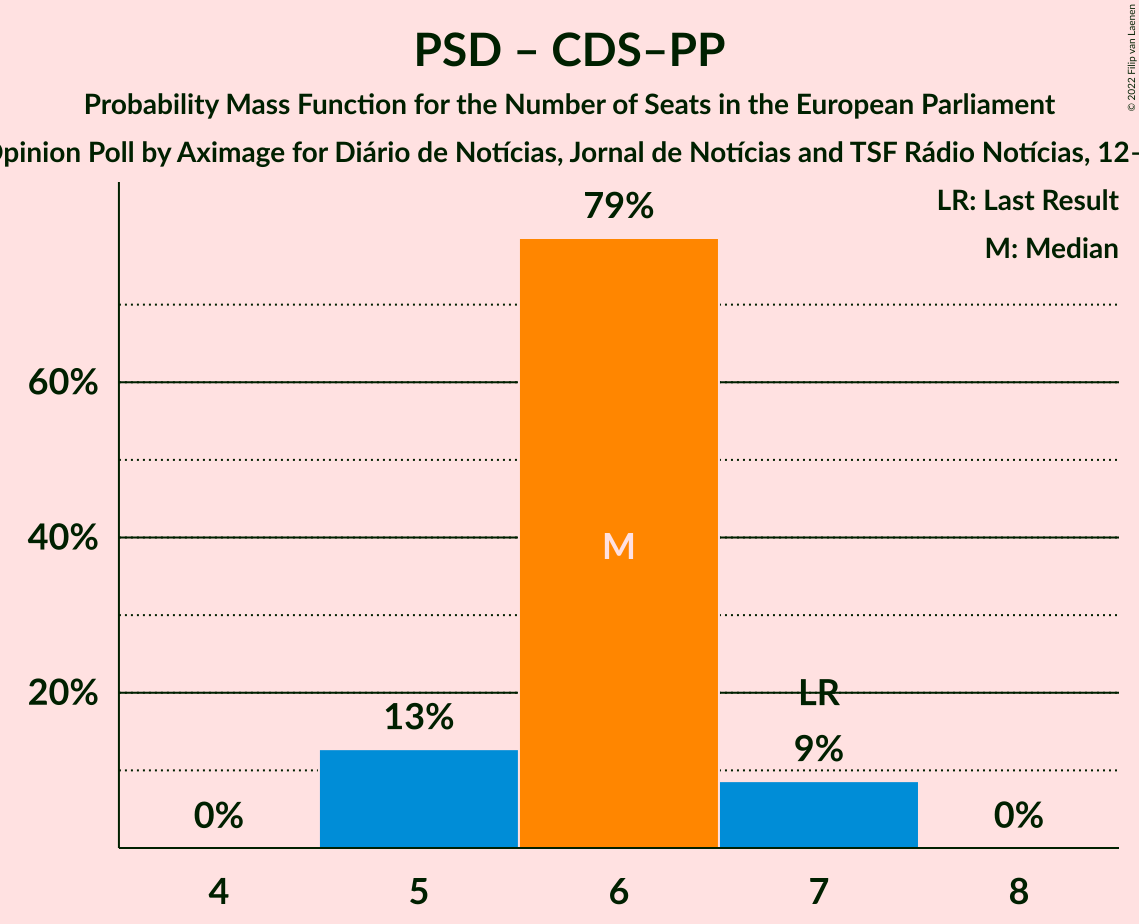 PSD – CDS–PP
Probability Mass Function for the Number of Seats in the European Parliament
pinion Poll by Aximage for Diário de Notícias, Jornal de Notícias and TSF Rádio Notícias, 12–
© 2022 Filip van Laenen
LR: Last Result
M: Median
79%
60%
M
40%
20%
LR
13%
9%
0%
0%
4
5
6
7
8